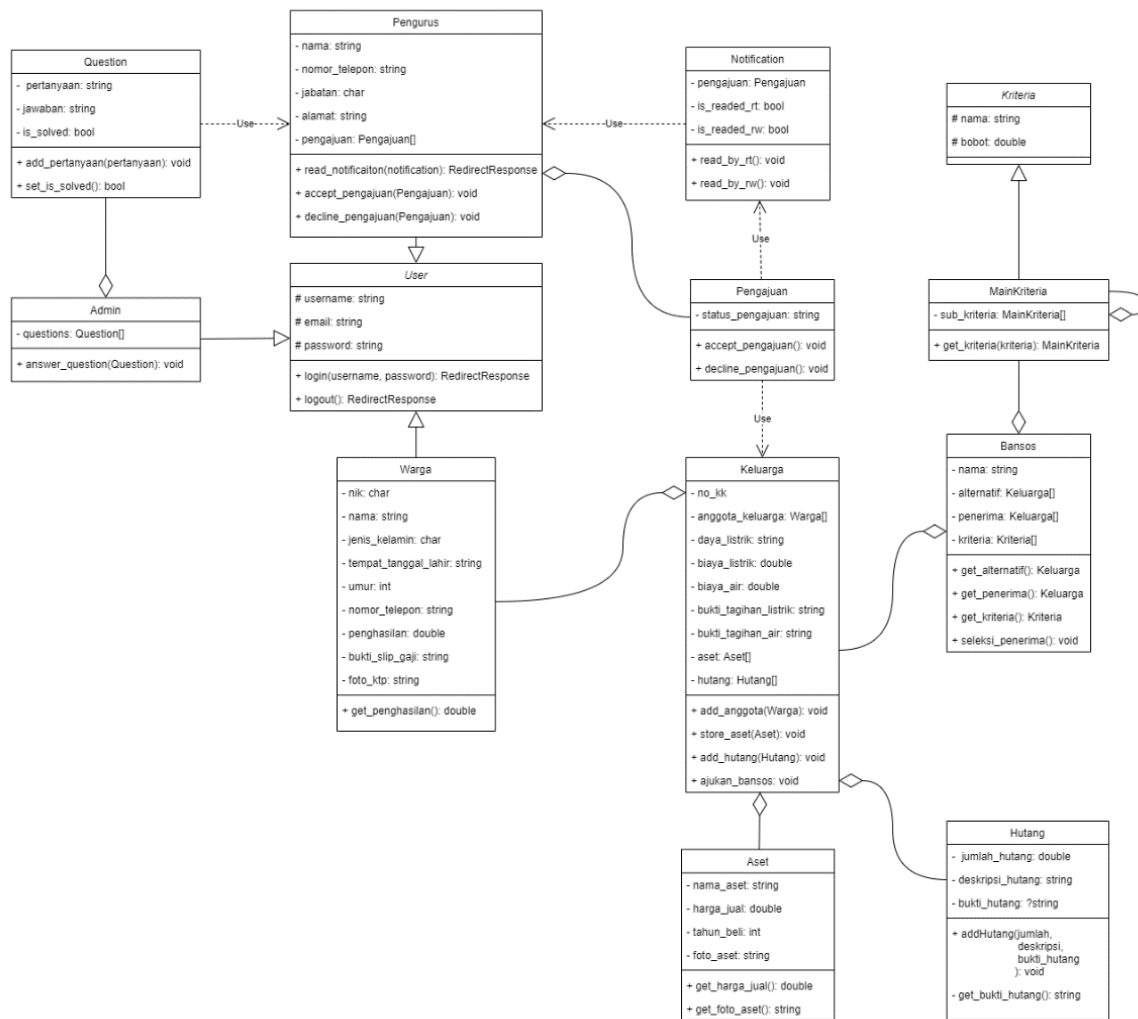 Question
- pertanyaan: string
- jawaban: string
- is_solved: bool
+ add_pertanyaan(pertanyaan): void
+ set_is_solved(): bool
Use
Pengurus
- nama: string
- nomor_telepon: string
- jabatan: char
- alamat: string
- pengajuan: Pengajuan[]
+ read_notificaiton(notification): RedirectResponse
+ accept_pengajuan(Pengajuan): void
+ decline_pengajuan(Pengajuan): void
Use
Notification
- pengajuan: Pengajuan
- is_readed_rt: bool
- is_readed_rw: bool
+ read_by_rt(): void
+ read_by_rw(): void
Kriteria
# nama: string
# bobot: double
Use
Admin
- questions: Question[]
+ answer_question(Question): void
User
# username: string
# email: string
# password: string
+ login(username, password): RedirectResponse
+ logout(): RedirectResponse
Pengajuan
- status_pengajuan: string
+ accept_pengajuan(): void
+ decline_pengajuan(): void
MainKriteria
- sub_kriteria: MainKriteria[]
+ get_kriteria(kriteria): MainKriteria
Use
Warga
- nik: char
- nama: string
- jenis_kelamin: char
- tempat_tanggal_lahir: string
- umur: int
- nomor_telepon: string
- penghasilan: double
- bukti_slip_gaji: string
- foto_ktp: string
+ get_penghasilan(): double
Keluarga
- no_kk
- anggota_keluarga: Warga[]
- daya_listrik: string
- biaya_listrik: double
- biaya_air: double
- bukti_tagihan_listrik: string
- bukti_tagihan_air: string
- aset: Aset[]
- hutang: Hutang[]
+ add_anggota(Warga): void
+ store_aset(Aset): void
+ add_hutang(Hutang): void
+ ajukan_bansos: void
Bansos
- nama: string
- alternatif: Keluarga[]
- penerima: Keluarga[]
- kriteria: Kriteria[]
+ get_alternatif(): Keluarga
+ get_penerima(): Keluarga
+ get_kriteria(): Kriteria
+ seleksi_penerima(): void
Aset
- nama_aset: string
- harga_jual: double
- tahun_beli: int
- foto_aset: string
+ get_harga_jual(): double
+ get_foto_aset(): string
Hutang
- jumlah_hutang: double
- deskripsi_hutang: string
- bukti_hutang: ?string
+ addHutang(jumlah,
deskripsi,
bukti_hutang
): void
- get_bukti_hutang(): string